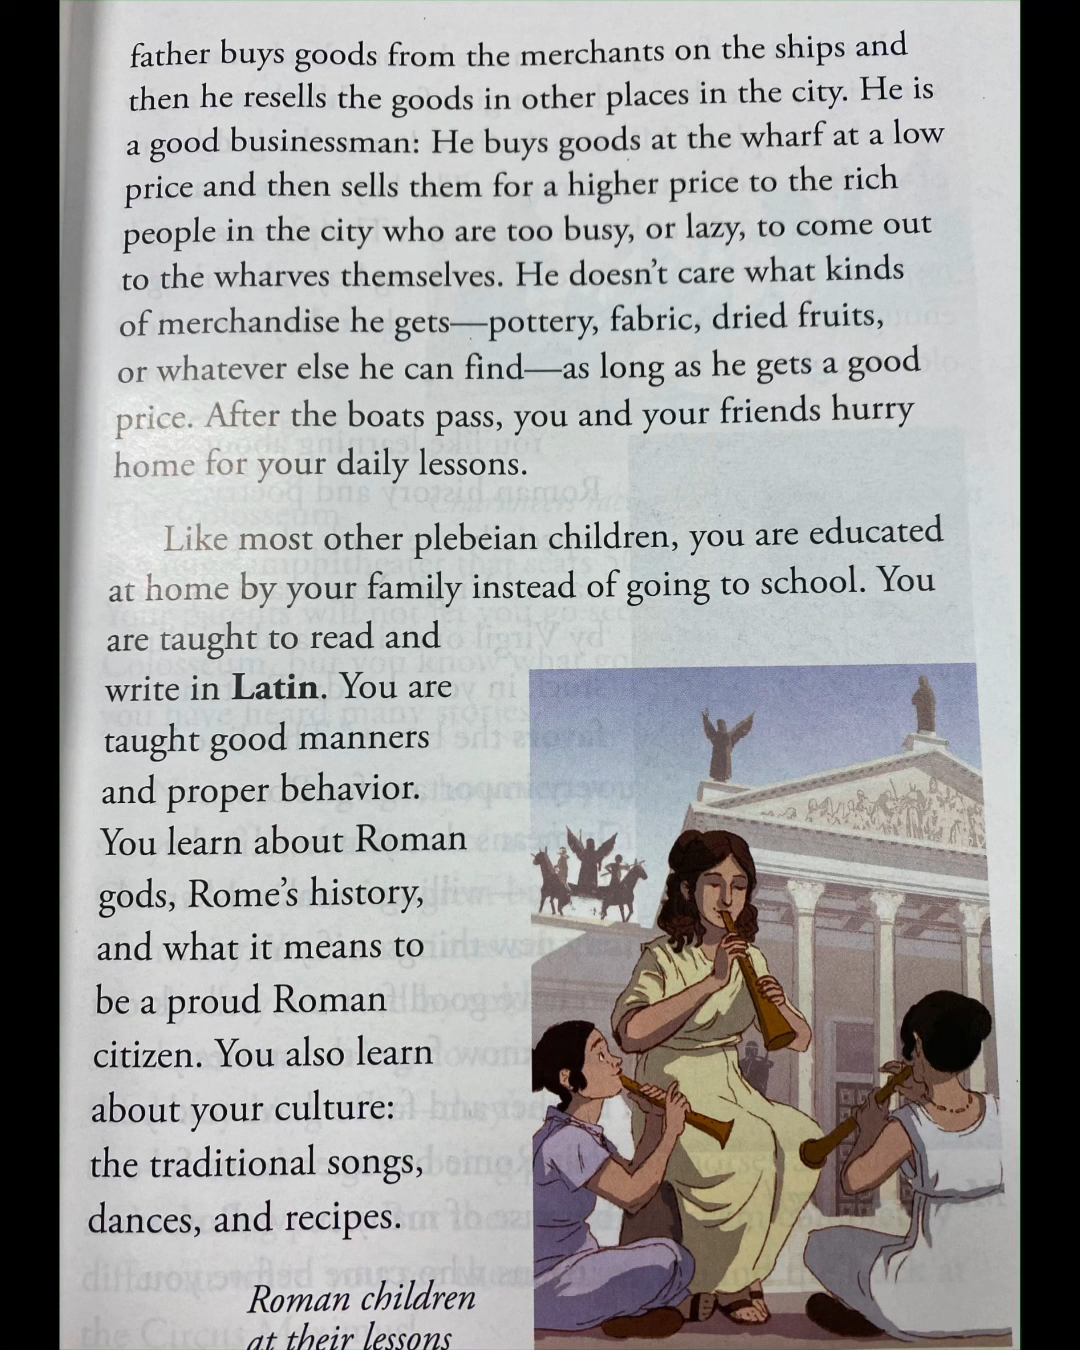 father buys goods from the merchants on the ships and
then he resells the goods in other places in the city. He is
a good businessman: He buys goods at the wharf at a low
price and then sells them for a higher price to the rich
people in the city who are too busy, or lazy, to come out
to the wharves themselves. He doesn't care what kinds
of merchandise he gets—pottery, fabric, dried fruits,
or whatever else he can find—as long as he gets a good
price. After the boats pass, you and your friends hurry
home for your daily lessons.
Like most other plebeian children, you are educated
at home by your family instead of going to school. You
are taught to read and
write in Latin. You are
taught good manners
and proper behavior.
You learn about Roman
gods, Rome's history,
and what it means to
be a proud Roman
citizen. You also learn
about your culture:
the traditional songs,
dances, and recipes.
Roman children
at their lessons